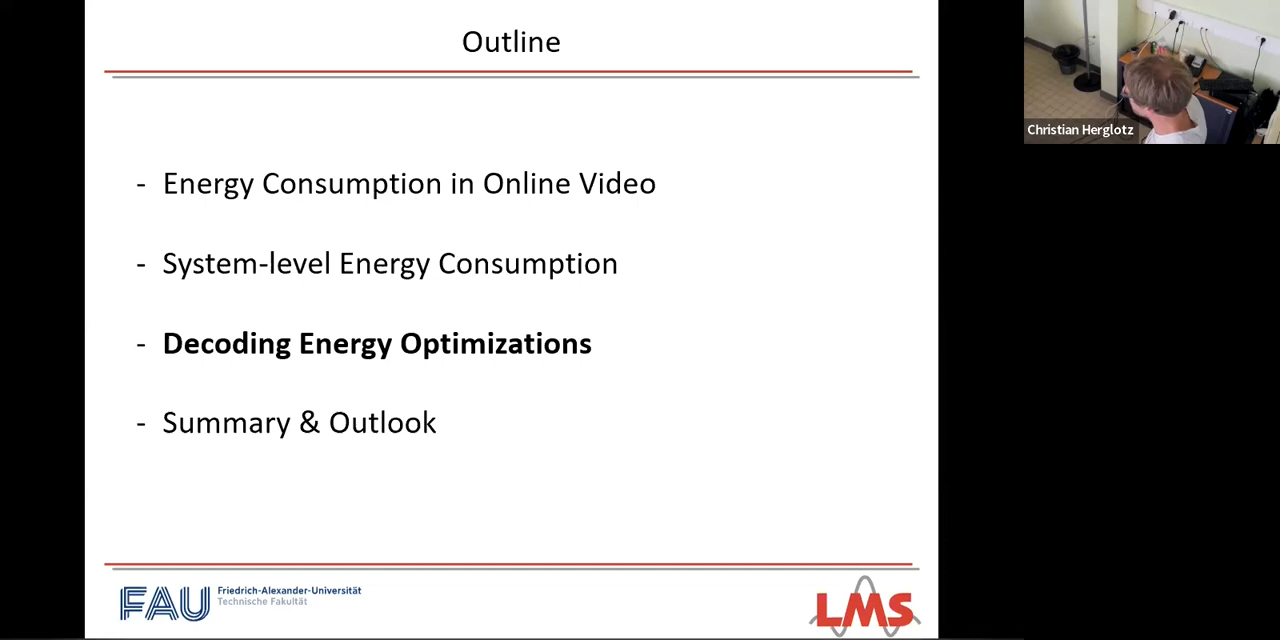 Outline
- Energy Consumption in Online Video
- System-level Energy Consumption
- Decoding Energy Optimizations
- Summary & Outlook
FAU Friedrich-Alexander-Universität
Technische Fakultät
LMS
Christian Herglotz